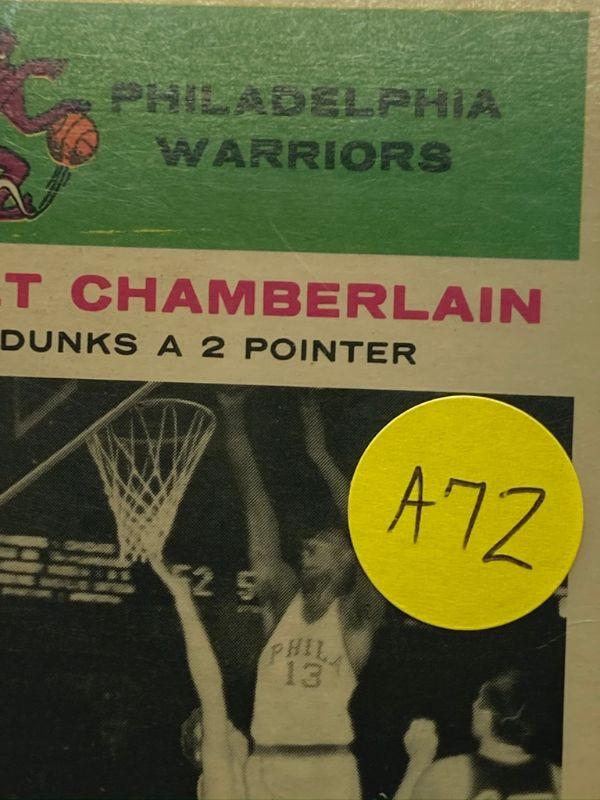 PHILADELPHIA
WARRIORS
T CHAMBERLAIN
DUNKS A 2 POINTER
A72
PHILA
13